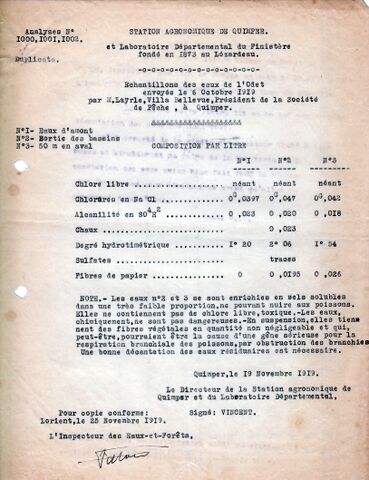 Analyses N°
1000,1001,1002.
Duplicata.
STATION AGRONOMIQUE DE QUIMPER.
et Laboratoire Départemental du Finistère
fondé en 1873 au Lézardeau.
-o-o-o-o-o-o-o-o-o-o-o-o-o-o-
Echantillons des eaux de l'Odet
envoyés le 6 Octobre 1919
par M.Layrle,Villa Bellevue,Président de la Société
de Pêche , à Quimper.
N°1- Eaux d'amont
N°2- Sortie des bassins
N°3- 50 m en aval
COMPOSITION PAR LITRE
N°1 N°2 N°3
Chlore libre ............... néant néant néant
Chlorures en Na Cl ......... 0G,0397 0G,047 0G,042
Alcanilité en SO4H2 ........ 0 ,023 0 ,020 0 ,018
Chaux ...................... 0 ,023
Degré hydrotimétrique ...... 1° 20 2° 06 1° 54
Sulfates ................... traces
Fibres de papier ........... 0 0 ,0195 0 ,026
NOTE.- Les eaux n°2 et 3 se sont enrichies en sels solubles
dans une très faible proportion,ne pouvant nuire aux poissons.
Elles ne contiennent pas de chlore libre,toxique.-Les eaux,
chimiquement,ne sont pas dangereuses.-En suspension,elles tien
nent des fibres végétales en quantité non négligeable et qui,
peut-être,pourraient être la cause d'une gêne sérieuse pour la
respiration branchiale des poissons,par obstruction des branchies
Une bonne décantation des eaux résiduaires est nécessaire.
Quimper,le 19 Novembre 1919.
Le Directeur de la Station agronomique de
Quimper et du Laboratoire Départemental,
Pour copie conforme: Signé: VINCENT.
Lorient,le 25 Novembre 1919.
L'Inspecteur des Eaux-et-Forêts.